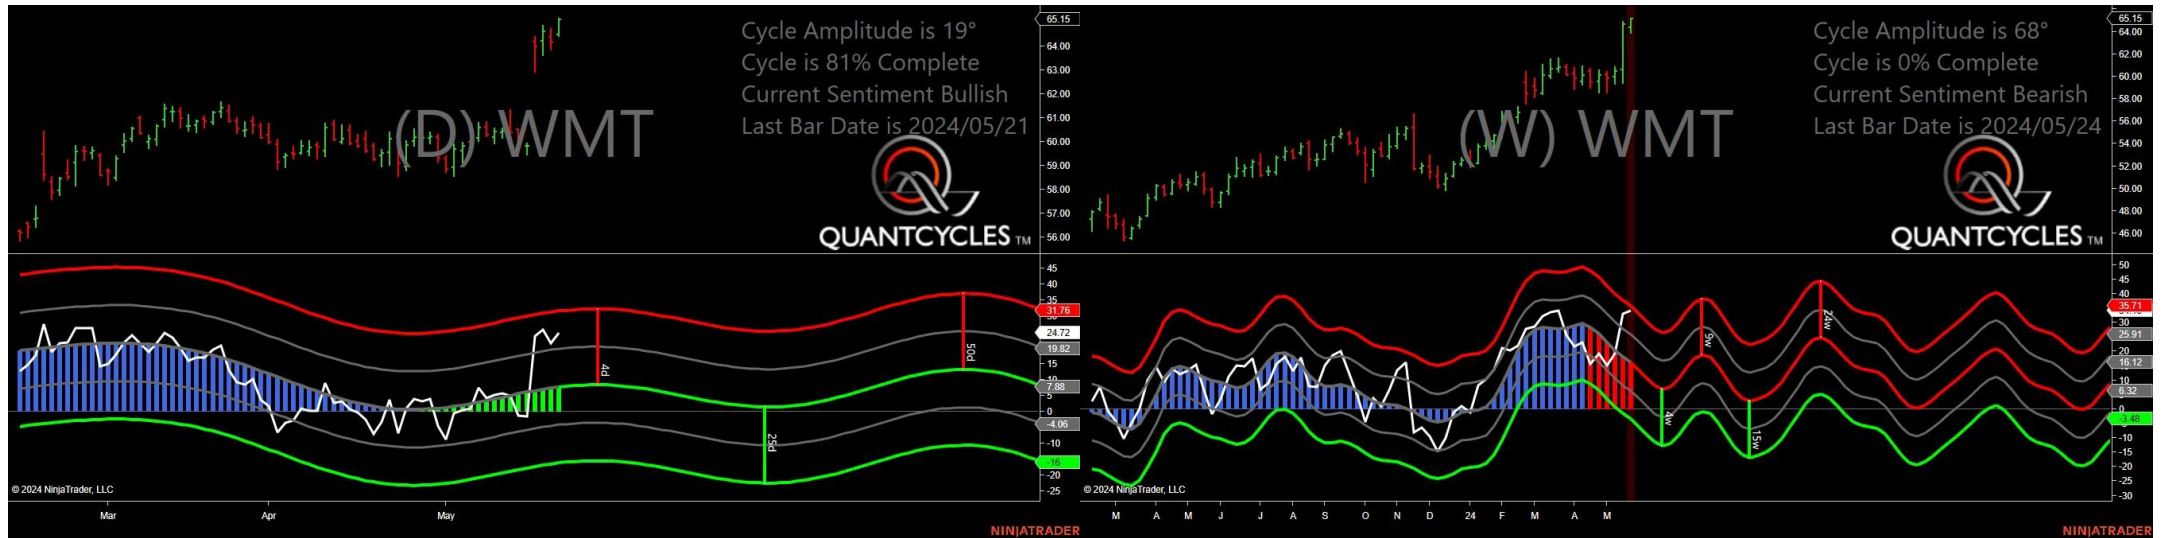 Cycle Amplitude is 19°
Cycle is 81% Complete
Current Sentiment Bullish
Last Bar Date is 2024/05/21
(D) WMT
QUANTCYCLES TM
65.15
64.00
63.00
62.00
61.00
60.00
59.00
58.00
57.00
56.00
45
40
35
31.76
24.72
19.82
15
10
7.88
5
0
-4.06
-10
-16
-20
-25
4d
25d
50d
© 2024 NinjaTrader, LLC
Mar Apr May
NINJATRADER
Cycle Amplitude is 68°
Cycle is 0% Complete
Current Sentiment Bearish
Last Bar Date is 2024/05/24
(W) WMT
QUANTCYCLES TM
65.15
64.00
62.00
60.00
58.00
56.00
54.00
52.00
50.00
48.00
46.00
50
45
40
35.71
30
25.91
20
16.12
10
6.32
0
-3.48
-10
-15
-20
-25
-30
4w
9w
15w
24w
© 2024 NinjaTrader, LLC
M A M J J A S O N D 24 F M A M
NINJATRADER